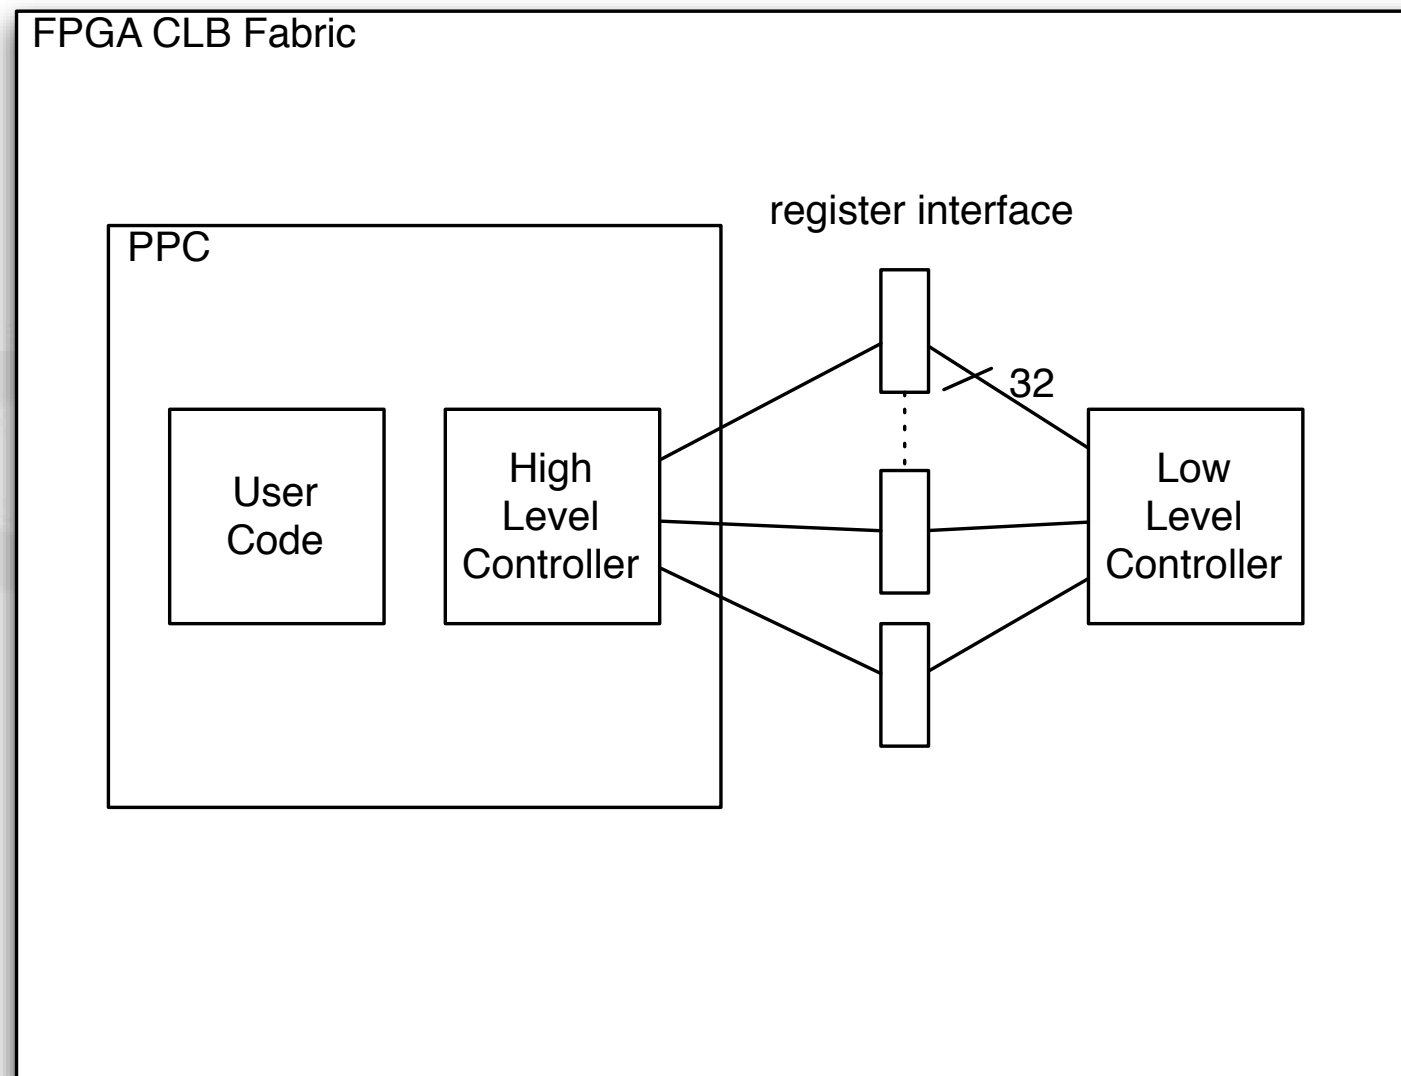 FPGA CLB Fabric
register interface
PPC
32
User
Code
High
Level
Controller
Low
Level
Controller